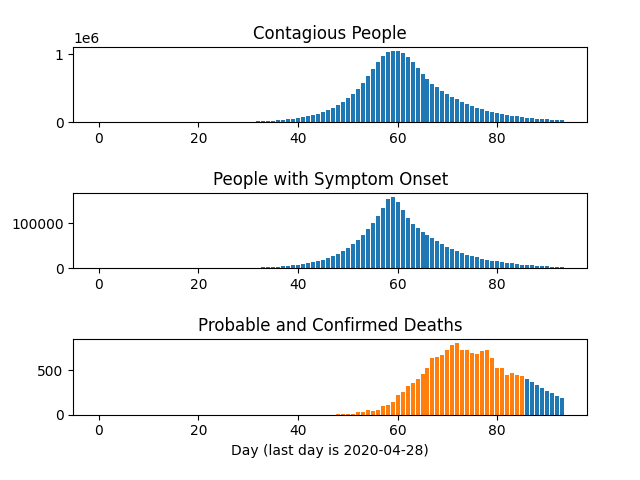 Contagious People
1e6
1
0
0 20 40 60 80
People with Symptom Onset
100000
0
0 20 40 60 80
Probable and Confirmed Deaths
500
0
0 20 40 60 80
Day (last day is 2020-04-28)